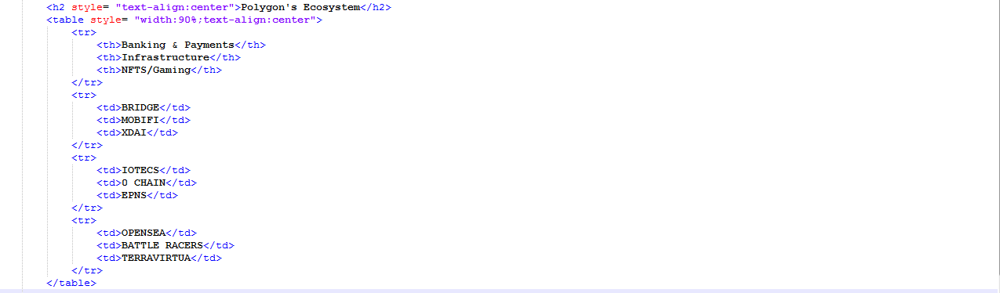 <h2 style= "text-align:center">Polygon's Ecosystem</h2>
<table style= "width:90%;text-align:center">
<tr>
<th>Banking & Payments</th>
<th>Infrastructure</th>
<th>NFTS/Gaming</th>
</tr>
<tr>
<td>BRIDGE</td>
<td>MOBIFI</td>
<td>XDAI</td>
</tr>
<tr>
<td>IOTECS</td>
<td>0 CHAIN</td>
<td>EPNS</td>
</tr>
<tr>
<td>OPENSEA</td>
<td>BATTLE RACERS</td>
<td>TERRAVIRTUA</td>
</tr>
</table>